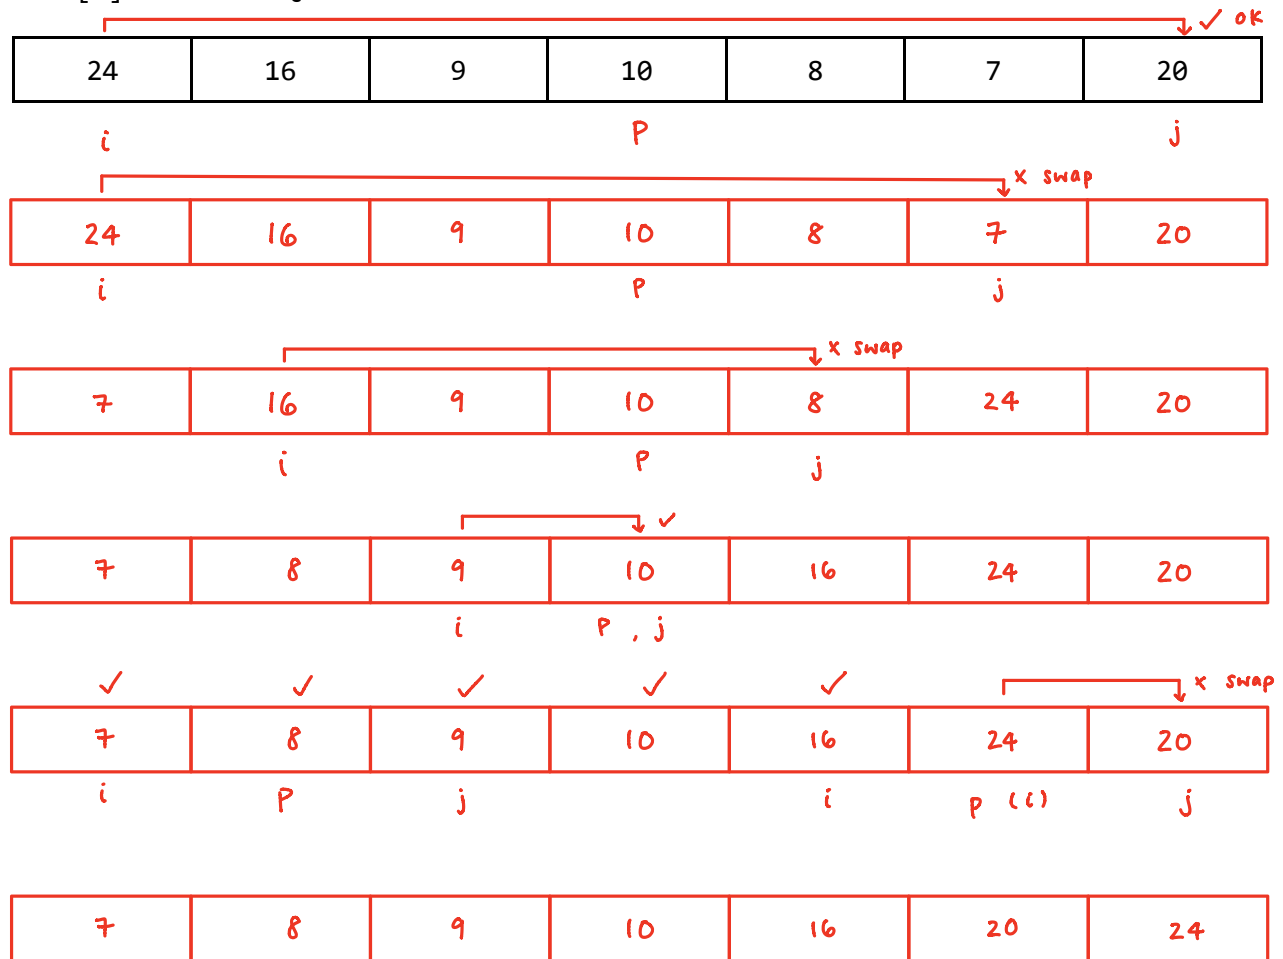 ✓ ok
24 16 9 10 8 7 20
i P j
x swap
24 16 9 10 8 7 20
i P j
x swap
7 16 9 10 8 24 20
i P j
✓
7 8 9 10 16 24 20
i P , j
✓ ✓ ✓ ✓ ✓ x swap
7 8 9 10 16 24 20
i P j i p (i) j
7 8 9 10 16 20 24